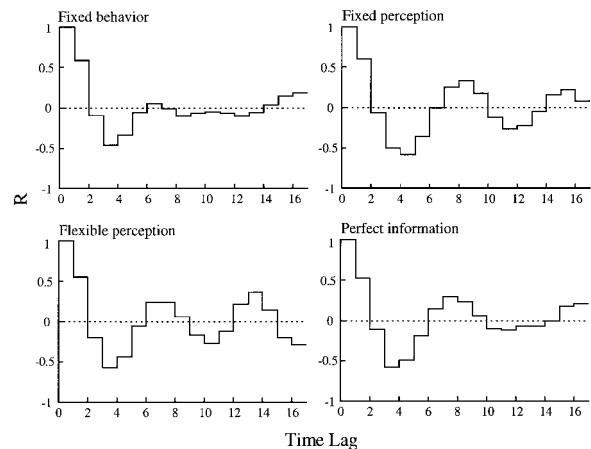 Fixed behavior
Fixed perception
1
0.5
0
-0.5
-1
0 2 4 6 8 10 12 14 16
1
0.5
0
-0.5
-1
0 2 4 6 8 10 12 14 16
R
Flexible perception
Perfect information
1
0.5
0
-0.5
-1
0 2 4 6 8 10 12 14 16
1
0.5
0
-0.5
-1
0 2 4 6 8 10 12 14 16
Time Lag